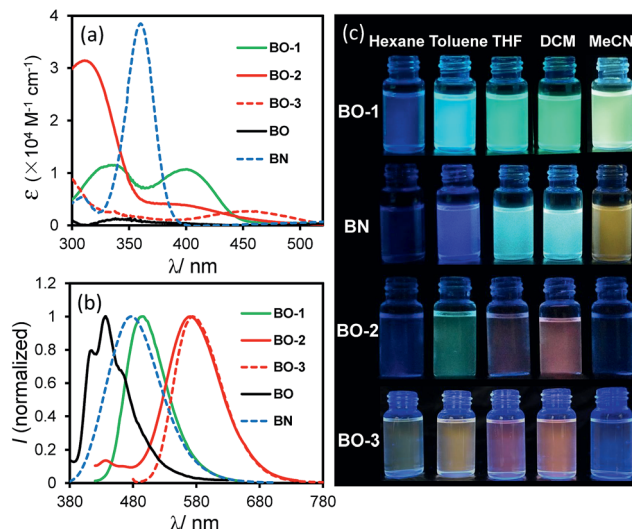 (a)
ε (×10⁴ M⁻¹ cm⁻¹)
4
3
2
1
0
300 350 400 450 500
λ/ nm
BO-1
BO-2
BO-3
BO
BN
(b)
I (normalized)
1
0.8
0.6
0.4
0.2
0
380 480 580 680 780
λ/ nm
BO-1
BO-2
BO-3
BO
BN
(c)
Hexane Toluene THF DCM MeCN
BO-1
BN
BO-2
BO-3